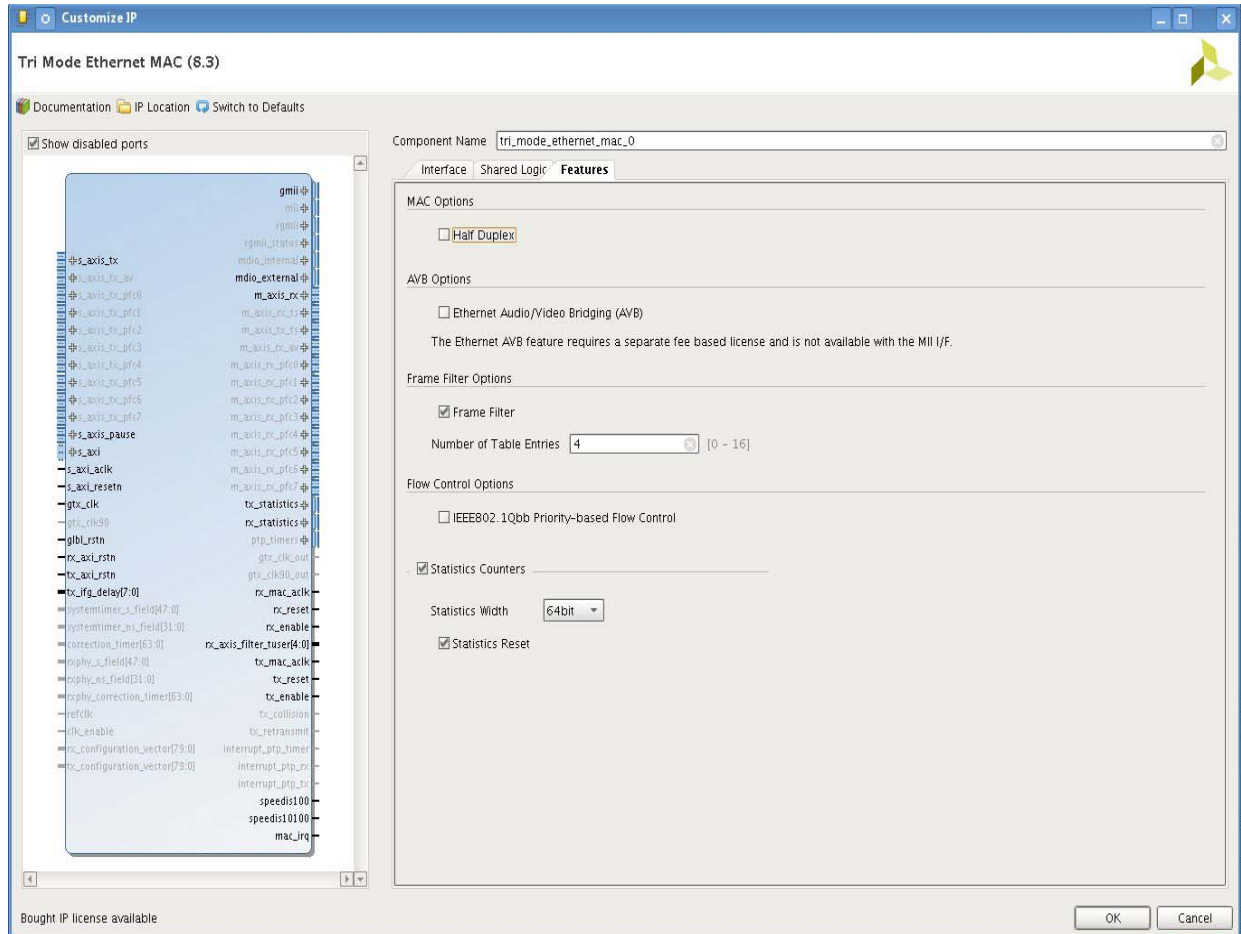 Customize IP
Tri Mode Ethernet MAC (8.3)
Documentation IP Location Switch to Defaults
Show disabled ports
gmii
mii
rgmii
rgmii_status
mdio_internal
mdio_external
m_axis_rx
m_axis_rx_ts
m_axis_tx_ts
m_axis_rx_av
m_axis_rx_pfc0
m_axis_rx_pfc1
m_axis_rx_pfc2
m_axis_rx_pfc3
m_axis_rx_pfc4
m_axis_rx_pfc5
m_axis_rx_pfc6
m_axis_rx_pfc7
tx_statistics
rx_statistics
ptp_timers
gtx_clk_out
gtx_clk90_out
rx_mac_aclk
rx_reset
rx_enable
rx_axis_filter_tuser[4:0]
tx_mac_aclk
tx_reset
tx_enable
tx_collision
tx_retransmit
interrupt_ptp_timer
interrupt_ptp_rx
interrupt_ptp_tx
speedis100
speedis10100
mac_irq
s_axis_tx
s_axis_tx_av
s_axis_tx_pfc0
s_axis_tx_pfc1
s_axis_tx_pfc2
s_axis_tx_pfc3
s_axis_tx_pfc4
s_axis_tx_pfc5
s_axis_tx_pfc6
s_axis_tx_pfc7
s_axis_pause
s_axi
s_axi_aclk
s_axi_resetn
gtx_clk
gtx_clk90
glbl_rstn
rx_axi_rstn
tx_axi_rstn
tx_ifg_delay[7:0]
systemtimer_s_field[47:0]
systemtimer_ns_field[31:0]
correction_timer[63:0]
rxphy_s_field[47:0]
rxphy_ns_field[31:0]
rxphy_correction_timer[63:0]
refclk
clk_enable
rx_configuration_vector[79:0]
tx_configuration_vector[79:0]
Component Name tri_mode_ethernet_mac_0
Interface Shared Logic Features
MAC Options
Half Duplex
AVB Options
Ethernet Audio/Video Bridging (AVB)
The Ethernet AVB feature requires a separate fee based license and is not available with the MII I/F.
Frame Filter Options
Frame Filter
Number of Table Entries 4 [0 - 16]
Flow Control Options
IEEE802.1Qbb Priority-based Flow Control
Statistics Counters
Statistics Width 64bit
Statistics Reset
Bought IP license available
OK Cancel